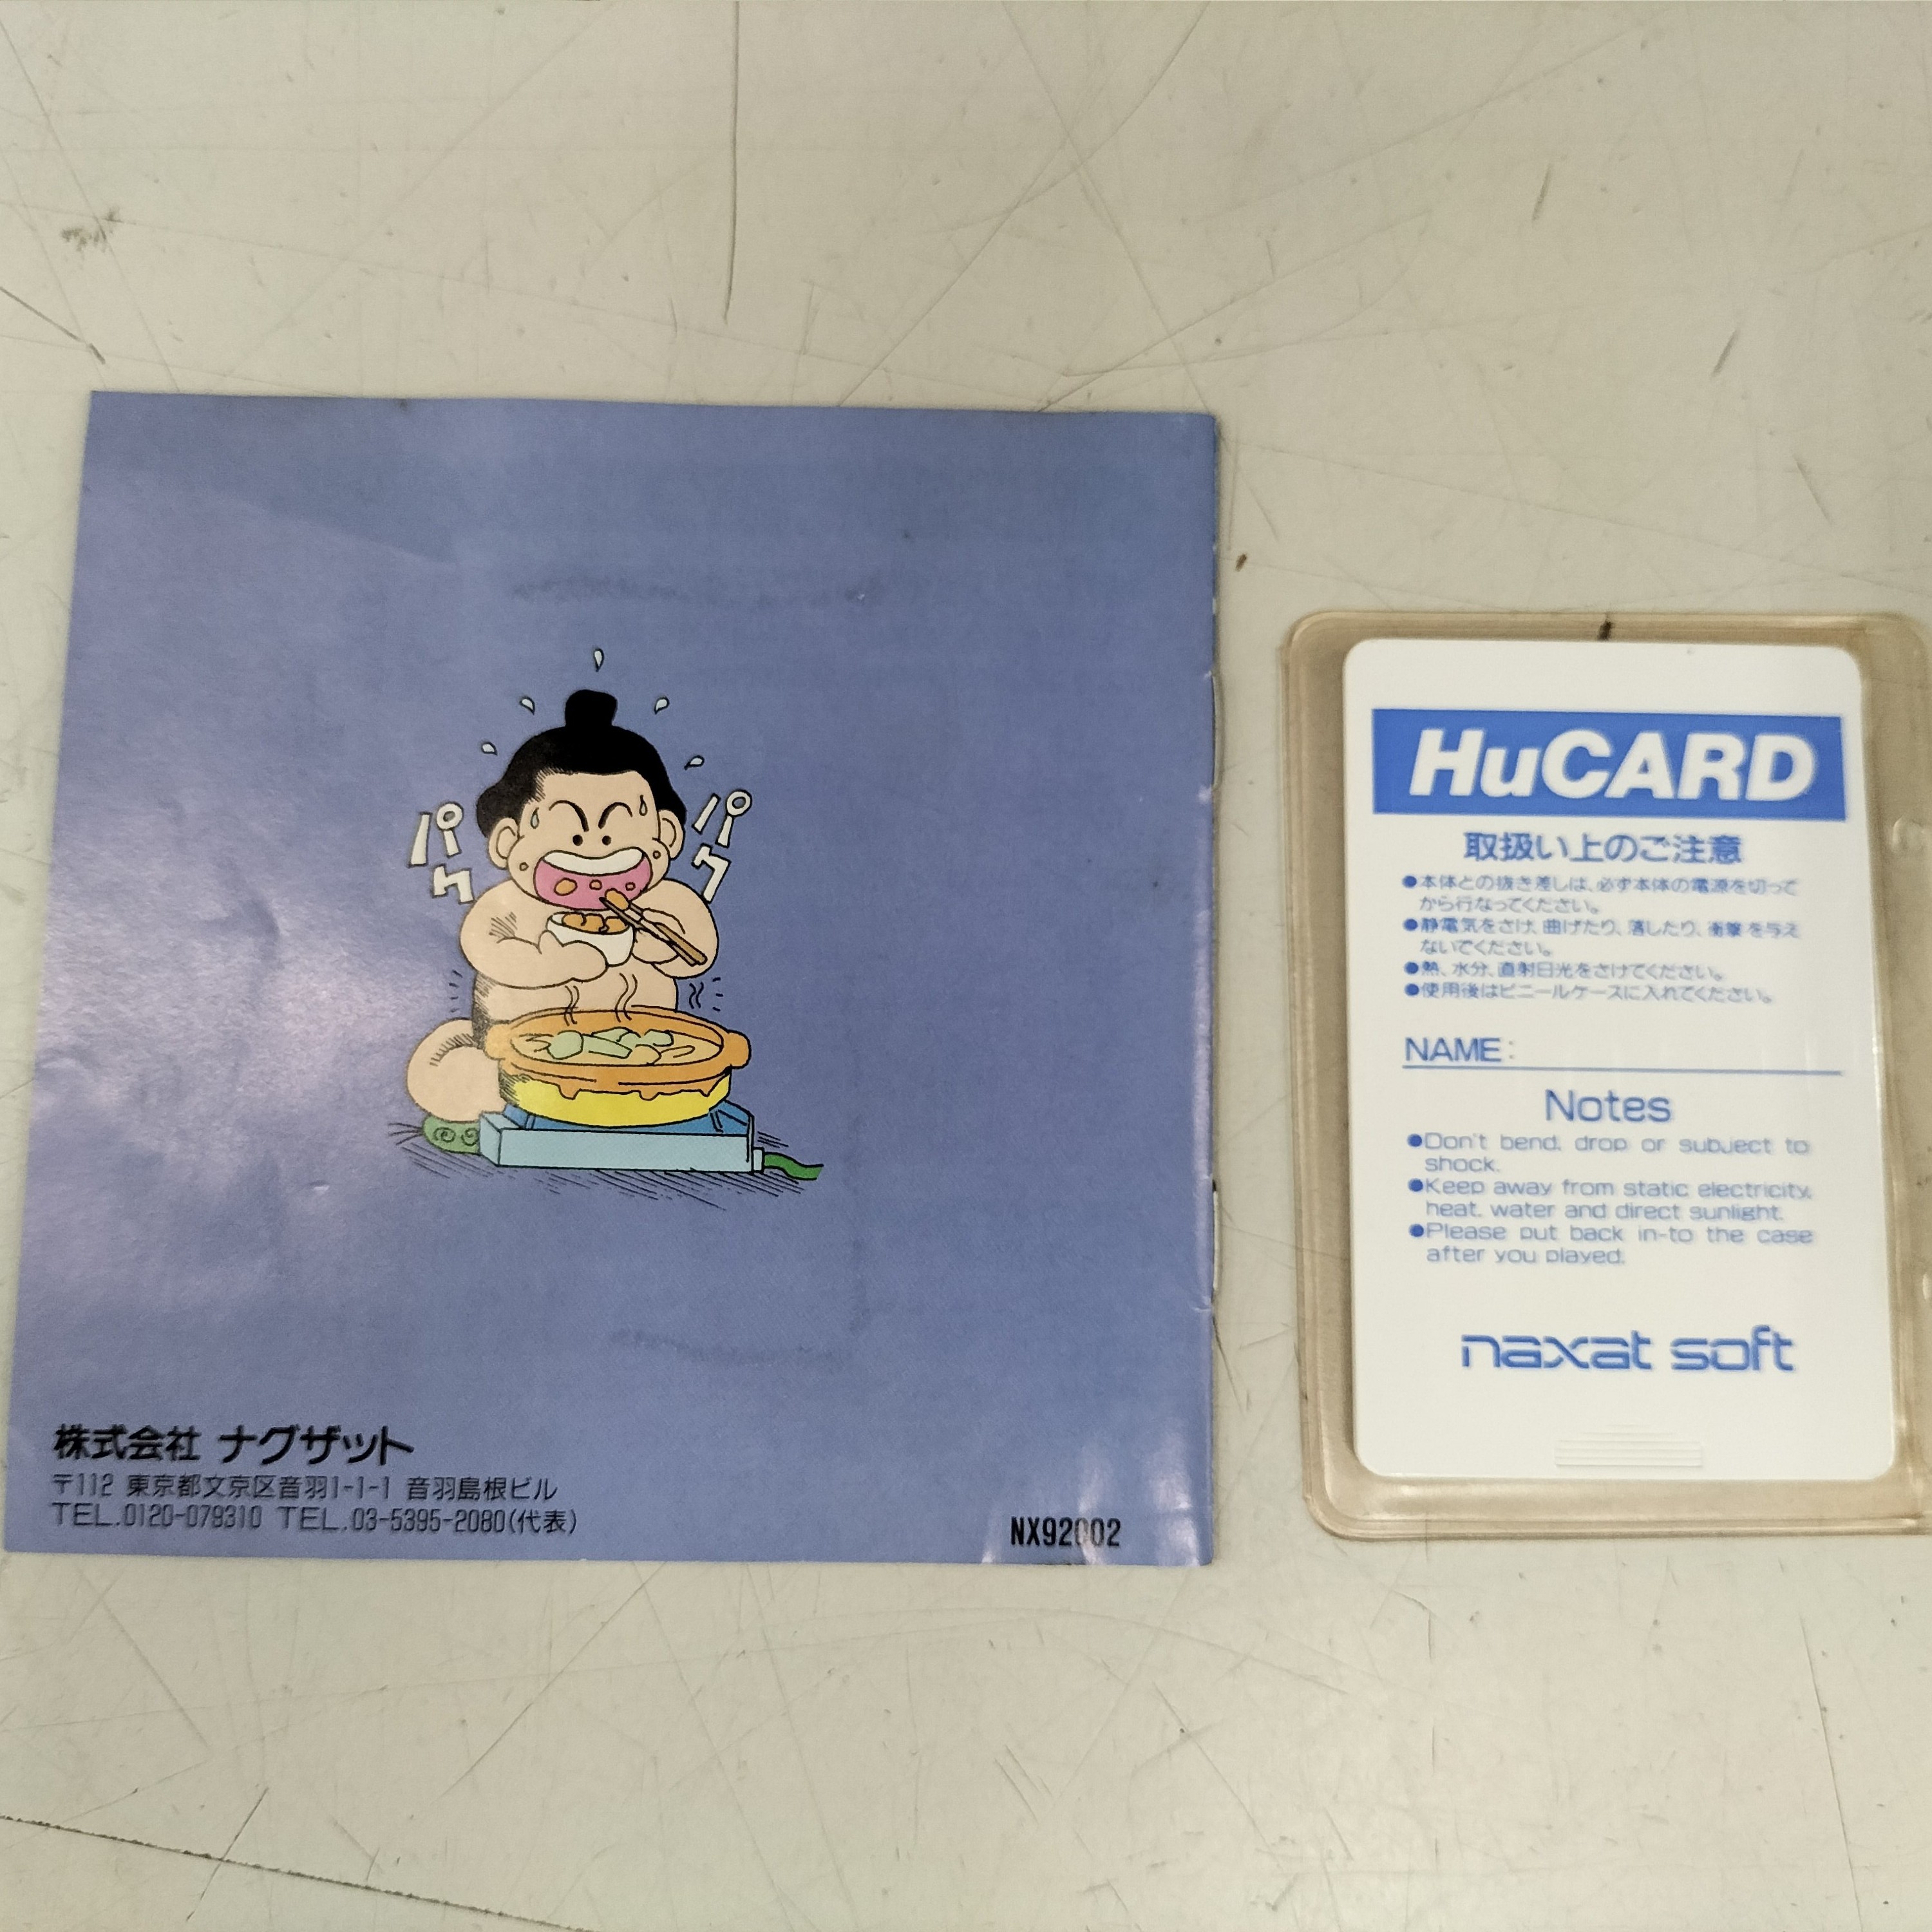 パク
パク
株式会社 ナグザット
〒112 東京都文京区音羽1-1-1 音羽島根ビル
TEL.0120-079310 TEL.03-5395-2080(代表)
NX92002
HuCARD
取扱い上のご注意
●本体との抜き差しは、必ず本体の電源を切って
から行なってください。
●静電気をさけ、曲げたり、落したり、衝撃を与え
ないでください。
●熱、水分、直射日光をさけてください。
●使用後はビニールケースに入れてください。
NAME:
Notes
●Don't bend, drop or subject to
shock.
●Keep away from static electricity,
heat, water and direct sunlight.
●Please put back in-to the case
after you played.
naxat soft